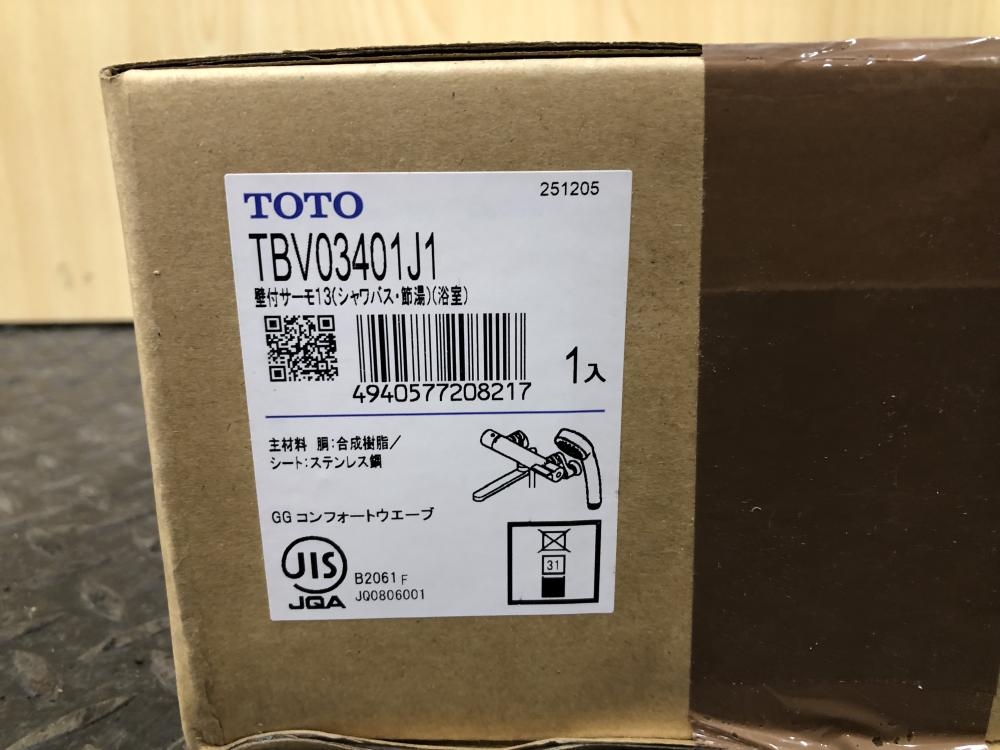 TOTO
251205
TBV03401J1
壁付サーモ13(シャワバス・節湯)(浴室)
4940577208217
1入
主材料 胴:合成樹脂/
シート:ステンレス鋼
GG コンフォートウエーブ
JIS
JQA
B2061 F
JQ0806001
31